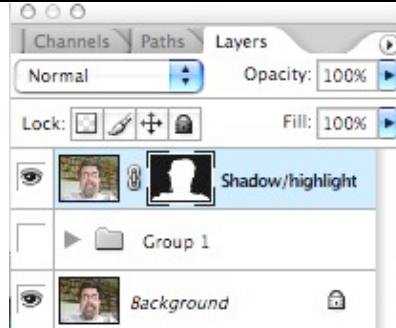 Channels Paths Layers
Normal Opacity: 100%
Lock: Fill: 100%
Shadow/highlight
Group 1
Background